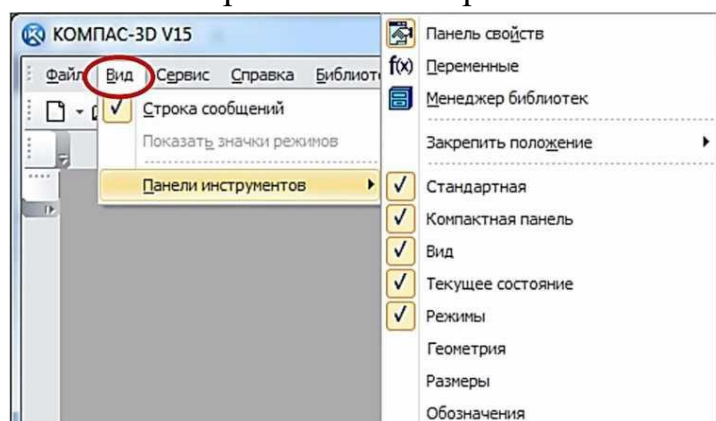 КОМПАС-3D V15
Файл Вид Сервис Справка
Строка сообщений
Показать значки режимов
Панели инструментов
Панель свойств
f(x) Переменные
Менеджер библиотек
Закрепить положение
Стандартная
Компактная панель
Вид
Текущее состояние
Режимы
Геометрия
Размеры
Обозначения